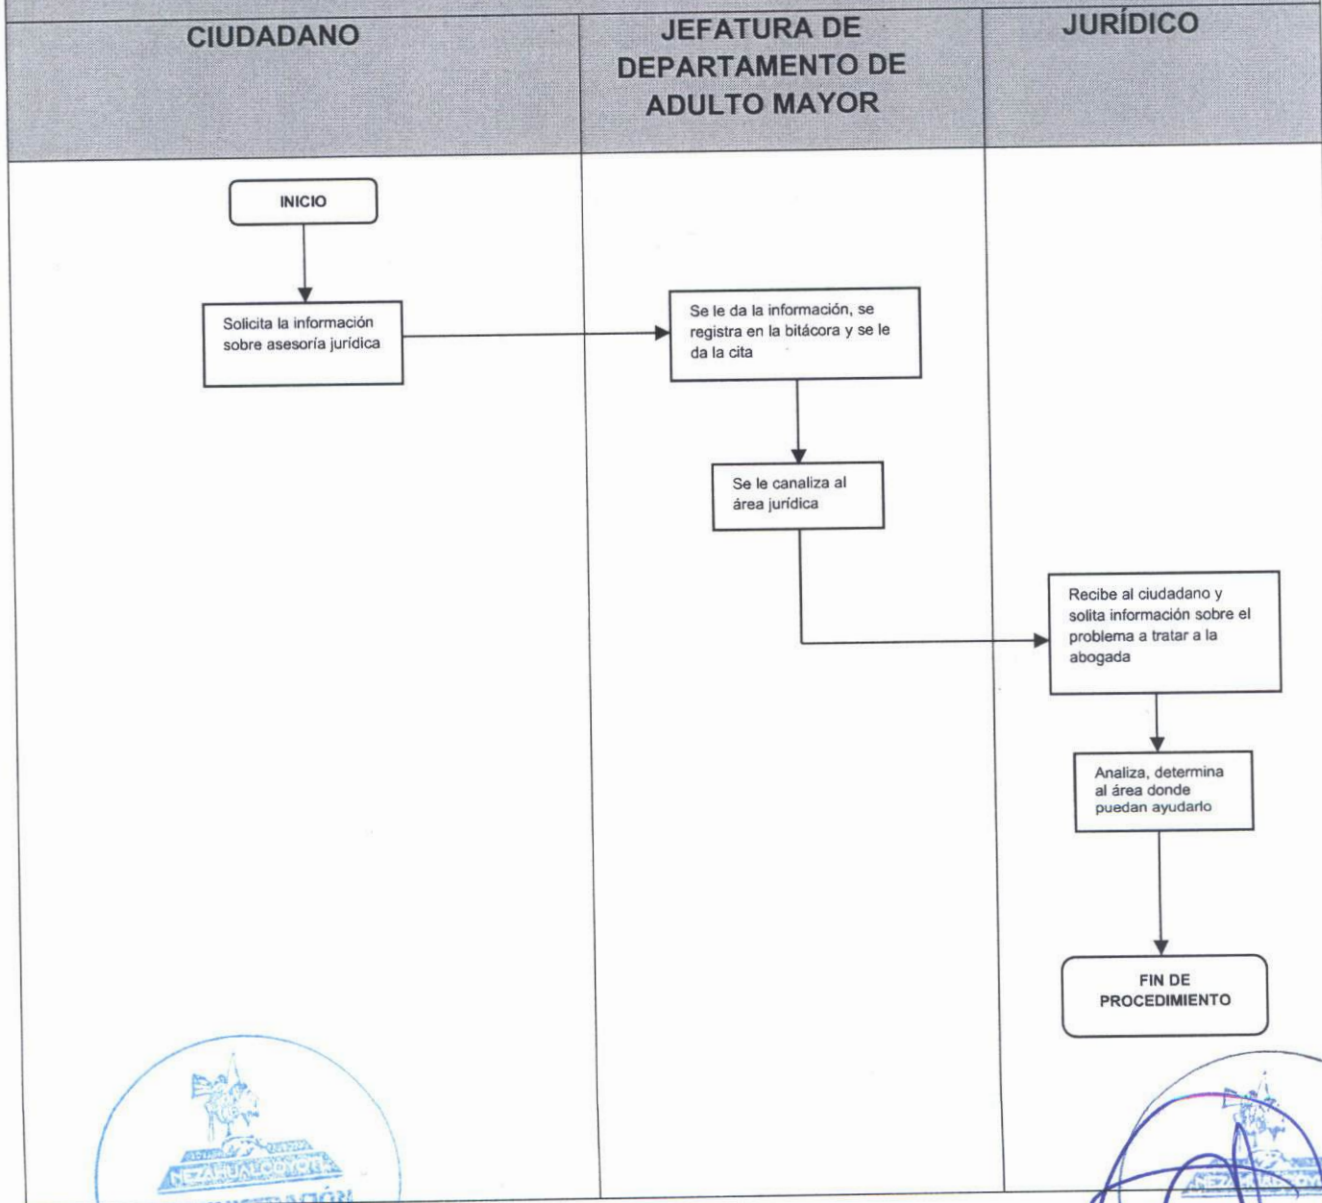 CIUDADANO
JEFATURA DE
DEPARTAMENTO DE
ADULTO MAYOR
JURÍDICO
INICIO
Solicita la información
sobre asesoría jurídica
Se le da la información, se
registra en la bitácora y se le
da la cita
Se le canaliza al
área jurídica
Recibe al ciudadano y
solita información sobre el
problema a tratar a la
abogada
Analiza, determina
al área donde
puedan ayudarlo
FIN DE
PROCEDIMIENTO
NEZAHUALCÓYOTL
NEZAHUALCÓYOTL